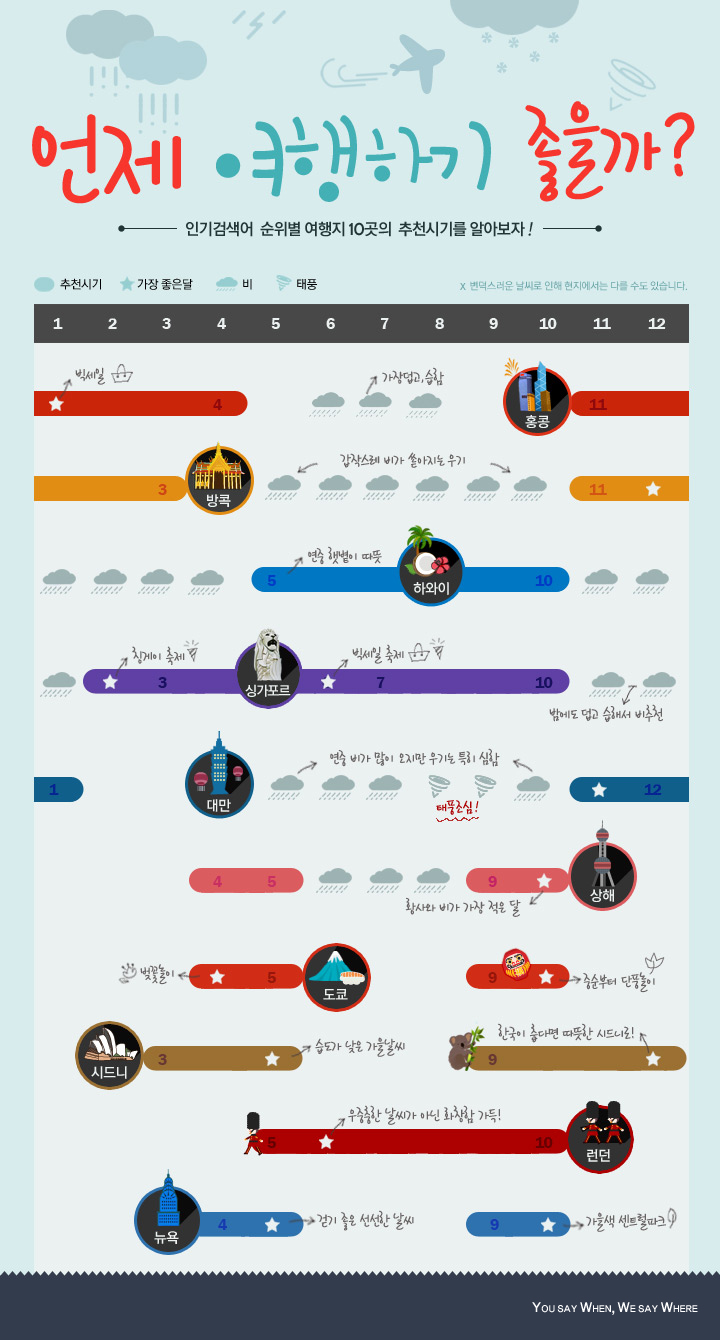 언제 여행하기 좋을까?
인기검색어 순위별 여행지 10곳의 추천시기를 알아보자!
추천시기 가장 좋은달 비 태풍
x 변덕스러운 날씨로 인해 현지에서는 다를 수도 있습니다.
1 2 3 4 5 6 7 8 9 10 11 12
빅세일
가장덥고,습함
4
홍콩
11
갑작스레 비가 쏟아지는 우기
3
방콕
11
연중 햇볕이 따뜻
5
하와이
10
칭게이 축제
빅세일 축제
3
싱가포르
7
10
밤에도 덥고 습해서 비추천
연중 비가 많이 오지만 우기는 특히 심함
1
대만
12
태풍조심!
4 5
9
상해
황사와 비가 가장 적은 달
벚꽃놀이
5
도쿄
9
중순부터 단풍놀이
시드니
3
습도가 낮은 가을날씨
한국이 춥다면 따뜻한 시드니로!
9
우중충한 날씨가 아닌 화창함 가득!
5
10
런던
뉴욕
4
걷기 좋은 선선한 날씨
9
가을색 센트럴파크
You say When, We say Where